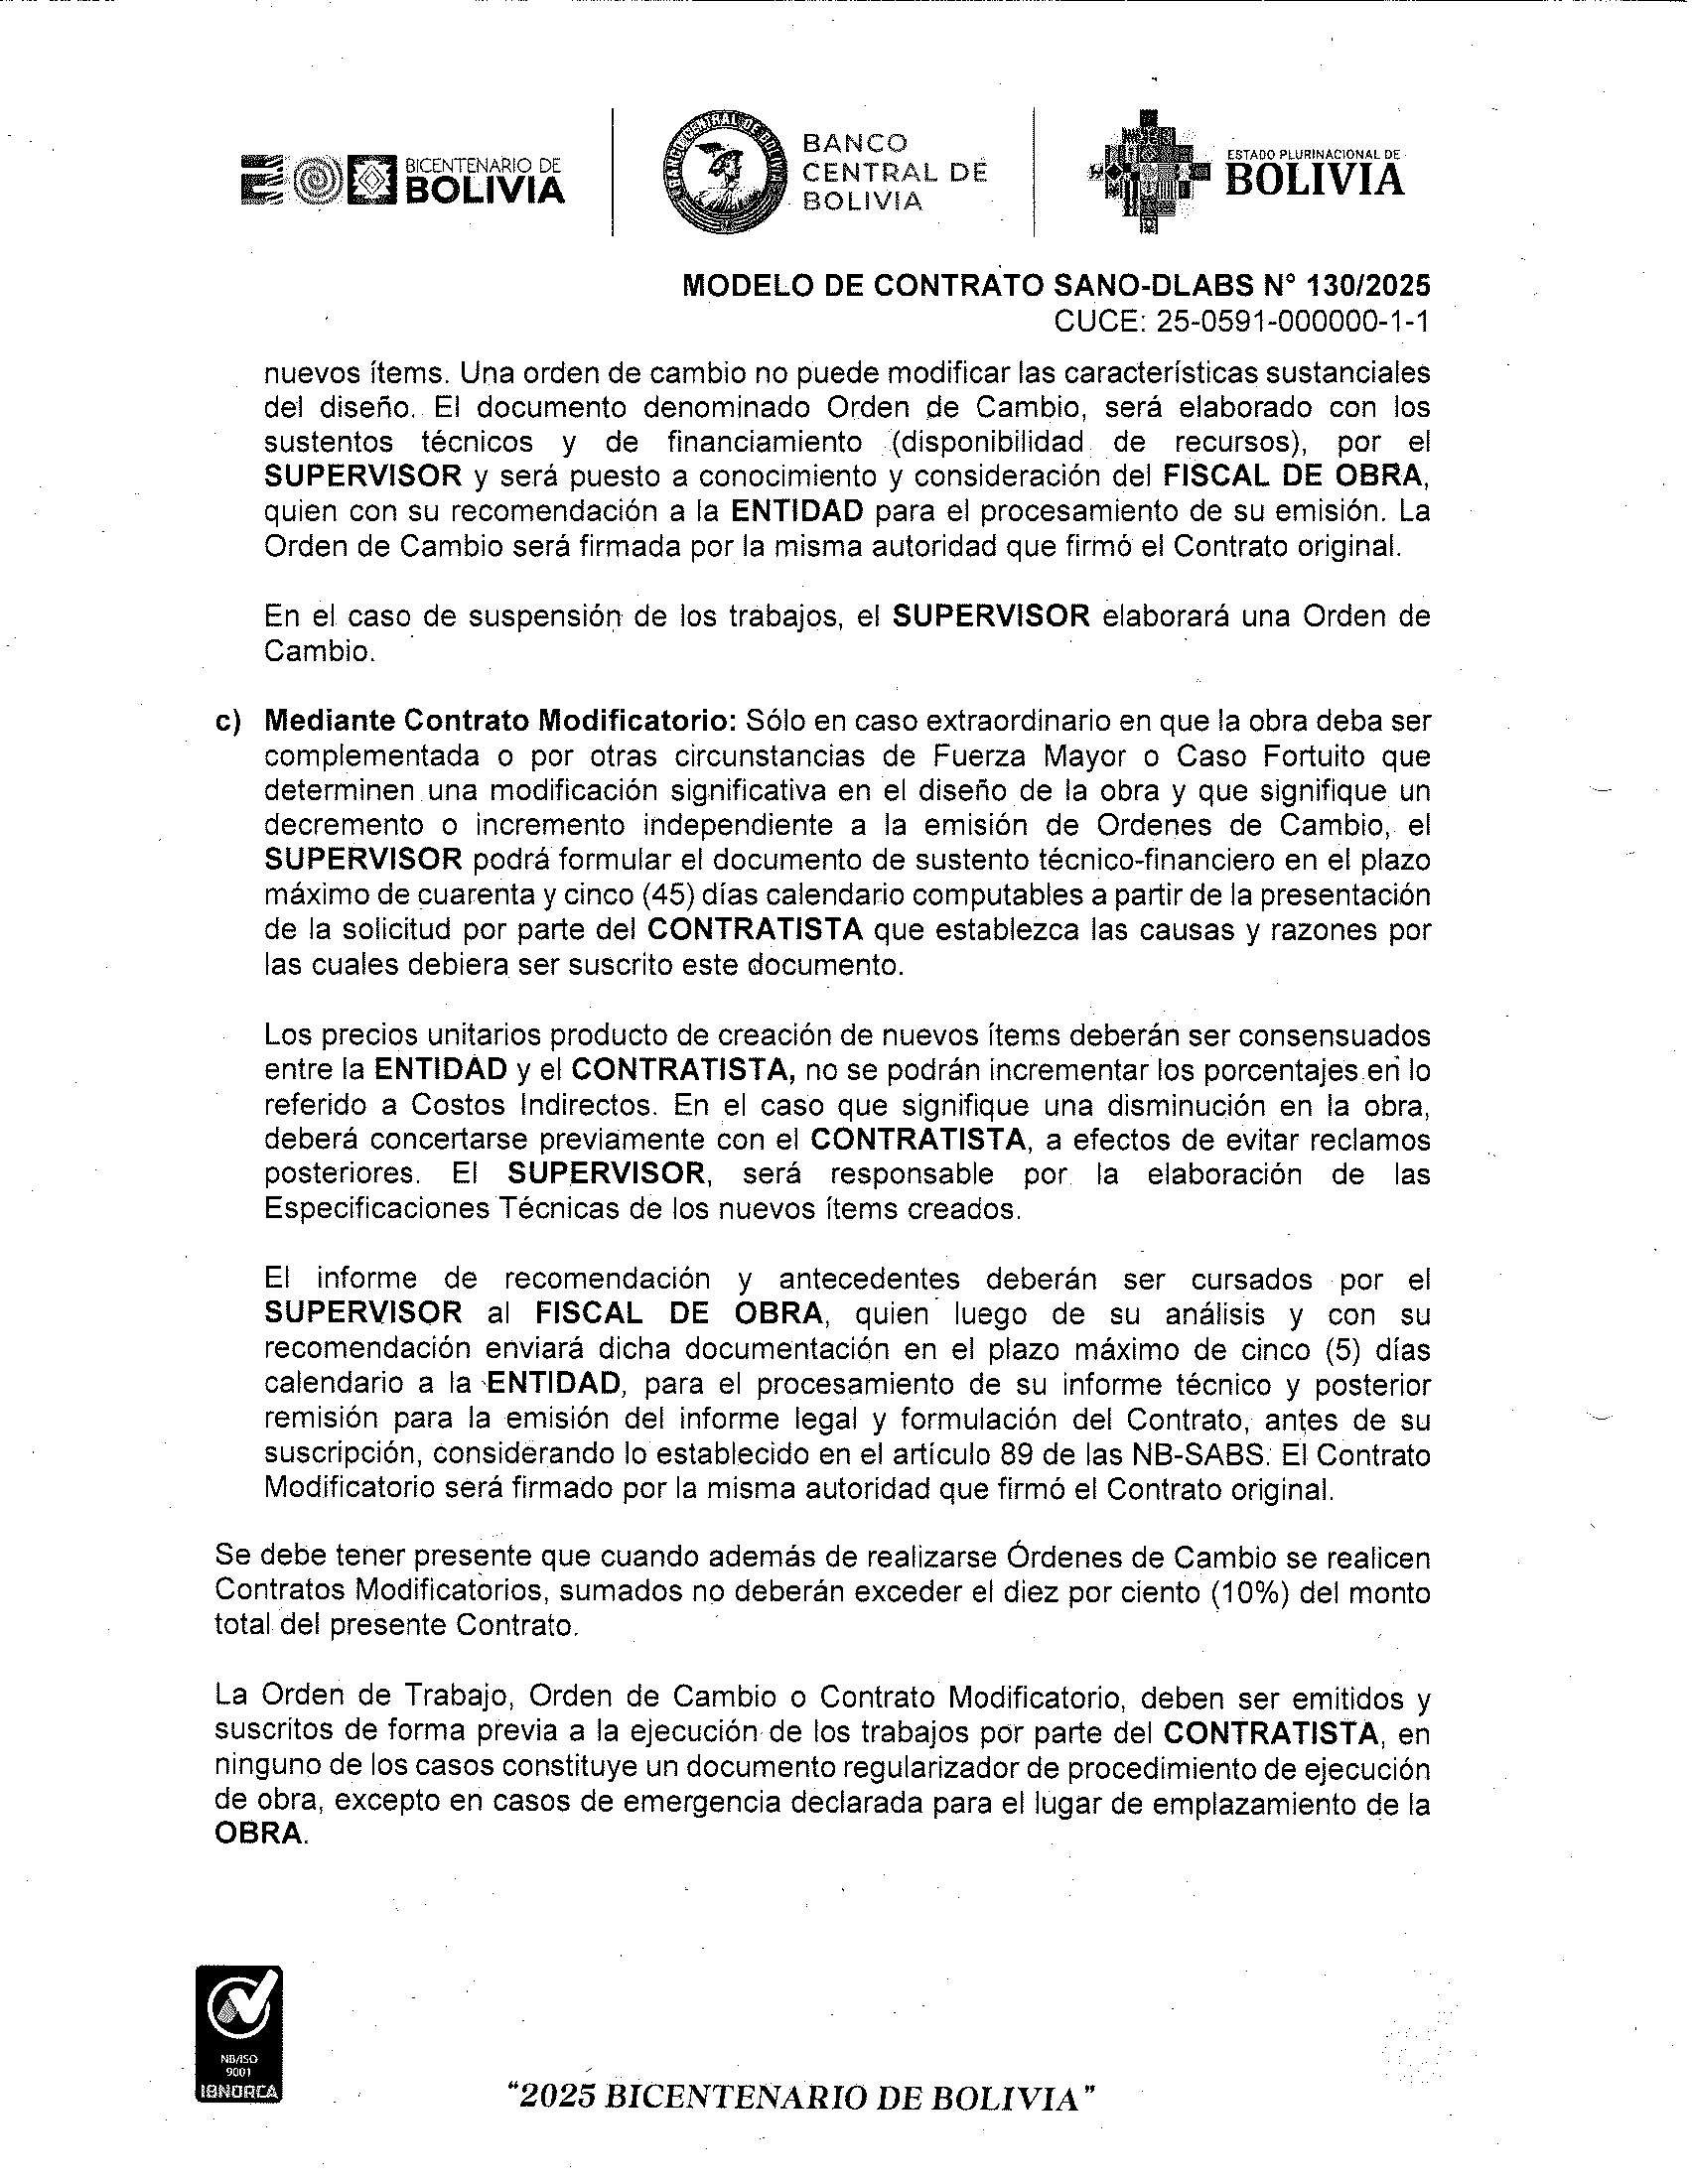 BICENTENARIO DE
BOLIVIA
BANCO CENTRAL DE BOLIVIA
BANCO
CENTRAL DE
BOLIVIA
ESTADO PLURINACIONAL DE
BOLIVIA
MODELO DE CONTRATO SANO-DLABS N° 130/2025
CUCE: 25-0591-000000-1-1
nuevos ítems. Una orden de cambio no puede modificar las características sustanciales
del diseño. El documento denominado Orden de Cambio, será elaborado con los
sustentos técnicos y de financiamiento (disponibilidad de recursos), por el
SUPERVISOR y será puesto a conocimiento y consideración del FISCAL DE OBRA,
quien con su recomendación a la ENTIDAD para el procesamiento de su emisión. La
Orden de Cambio será firmada por la misma autoridad que firmó el Contrato original.
En el caso de suspensión de los trabajos, el SUPERVISOR elaborará una Orden de
Cambio.
c) Mediante Contrato Modificatorio: Sólo en caso extraordinario en que la obra deba ser
complementada o por otras circunstancias de Fuerza Mayor o Caso Fortuito que
determinen una modificación significativa en el diseño de la obra y que signifique un
decremento o incremento independiente a la emisión de Ordenes de Cambio, el
SUPERVISOR podrá formular el documento de sustento técnico-financiero en el plazo
máximo de cuarenta y cinco (45) días calendario computables a partir de la presentación
de la solicitud por parte del CONTRATISTA que establezca las causas y razones por
las cuales debiera ser suscrito este documento.
Los precios unitarios producto de creación de nuevos ítems deberán ser consensuados
entre la ENTIDAD y el CONTRATISTA, no se podrán incrementar los porcentajes en lo
referido a Costos Indirectos. En el caso que signifique una disminución en la obra,
deberá concertarse previamente con el CONTRATISTA, a efectos de evitar reclamos
posteriores. El SUPERVISOR, será responsable por la elaboración de las
Especificaciones Técnicas de los nuevos ítems creados.
El informe de recomendación y antecedentes deberán ser cursados por el
SUPERVISOR al FISCAL DE OBRA, quien luego de su análisis y con su
recomendación enviará dicha documentación en el plazo máximo de cinco (5) días
calendario a la ENTIDAD, para el procesamiento de su informe técnico y posterior
remisión para la emisión del informe legal y formulación del Contrato, antes de su
suscripción, considerando lo establecido en el artículo 89 de las NB-SABS. El Contrato
Modificatorio será firmado por la misma autoridad que firmó el Contrato original.
Se debe tener presente que cuando además de realizarse Órdenes de Cambio se realicen
Contratos Modificatorios, sumados no deberán exceder el diez por ciento (10%) del monto
total del presente Contrato.
La Orden de Trabajo, Orden de Cambio o Contrato Modificatorio, deben ser emitidos y
suscritos de forma previa a la ejecución de los trabajos por parte del CONTRATISTA, en
ninguno de los casos constituye un documento regularizador de procedimiento de ejecución
de obra, excepto en casos de emergencia declarada para el lugar de emplazamiento de la
OBRA.
NB/ISO
9001
IBNORCA
"2025 BICENTENARIO DE BOLIVIA"